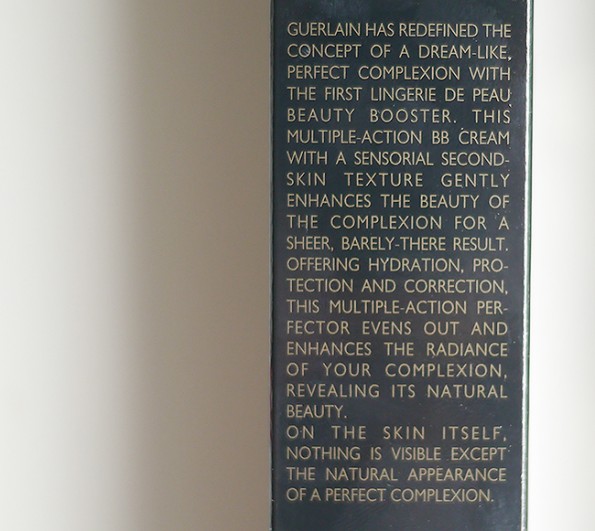 GUERLAIN HAS REDEFINED THE
CONCEPT OF A DREAM-LIKE,
PERFECT COMPLEXION WITH
THE FIRST LINGERIE DE PEAU
BEAUTY BOOSTER. THIS
MULTIPLE-ACTION BB CREAM
WITH A SENSORIAL SECOND-
SKIN TEXTURE GENTLY
ENHANCES THE BEAUTY OF
THE COMPLEXION FOR A
SHEER, BARELY-THERE RESULT.
OFFERING HYDRATION, PRO-
TECTION AND CORRECTION,
THIS MULTIPLE-ACTION PER-
FECTOR EVENS OUT AND
ENHANCES THE RADIANCE
OF YOUR COMPLEXION,
REVEALING ITS NATURAL
BEAUTY.
ON THE SKIN ITSELF,
NOTHING IS VISIBLE EXCEPT
THE NATURAL APPEARANCE
OF A PERFECT COMPLEXION.